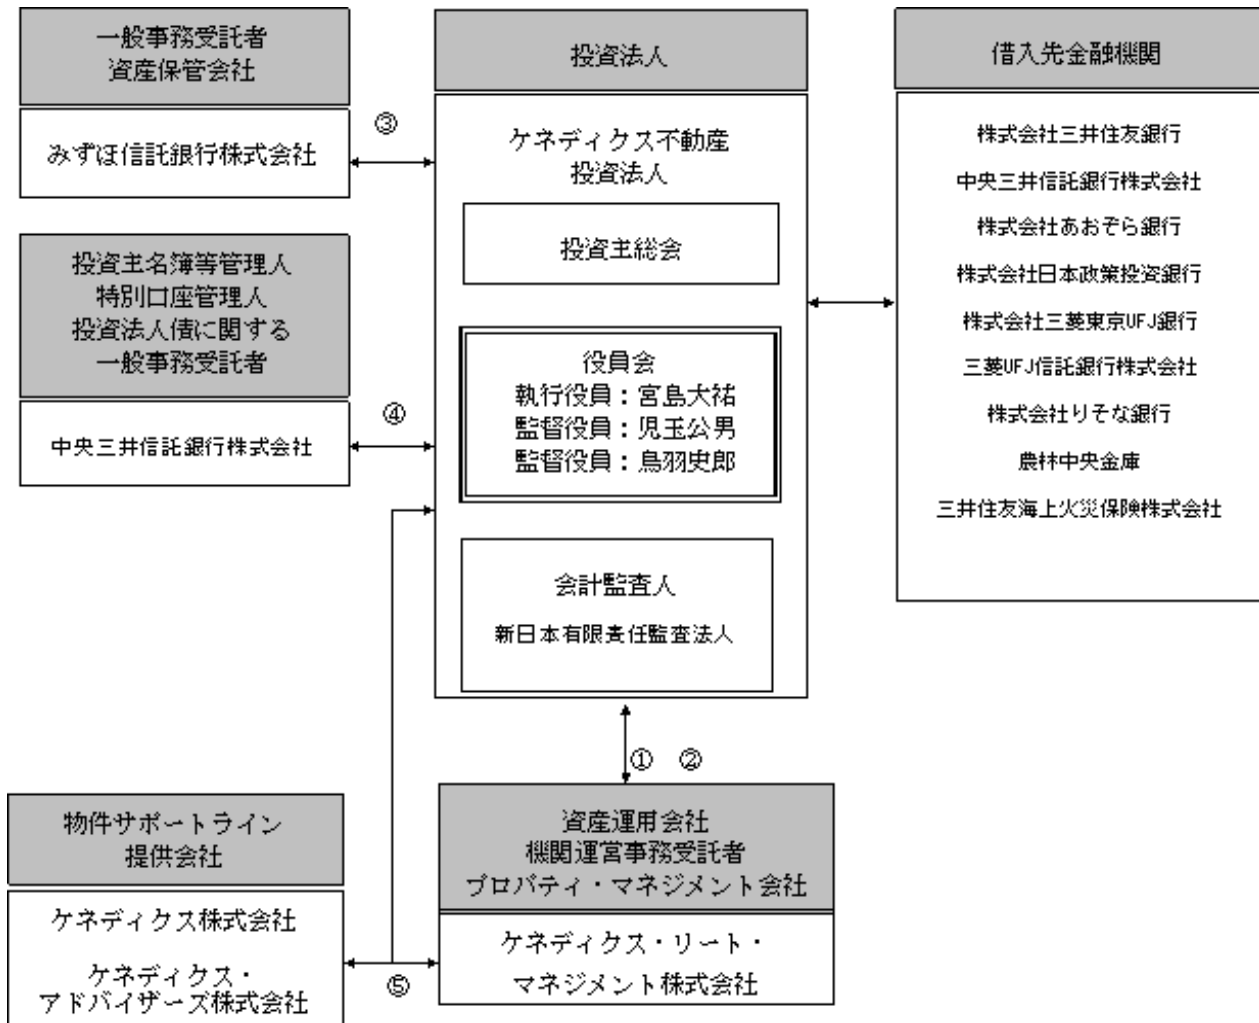 一般事務受託者
資産保管会社
みずほ信託銀行株式会社
③
投資主名簿等管理人
特別口座管理人
投資法人債に関する
一般事務受託者
中央三井信託銀行株式会社
④
投資法人
ケネディクス不動産
投資法人
投資主総会
役員会
執行役員：宮島大祐
監督役員：児玉公男
監督役員：鳥羽史郎
会計監査人
新日本有限責任監査法人
借入先金融機関
株式会社三井住友銀行
中央三井信託銀行株式会社
株式会社あおぞら銀行
株式会社日本政策投資銀行
株式会社三菱東京UFJ銀行
三菱UFJ信託銀行株式会社
株式会社りそな銀行
農林中央金庫
三井住友海上火災保険株式会社
① ②
物件サポートライン
提供会社
ケネディクス株式会社
ケネディクス・
アドバイザーズ株式会社
⑤
資産運用会社
機関運営事務受託者
プロパティ・マネジメント会社
ケネディクス・リート・
マネジメント株式会社